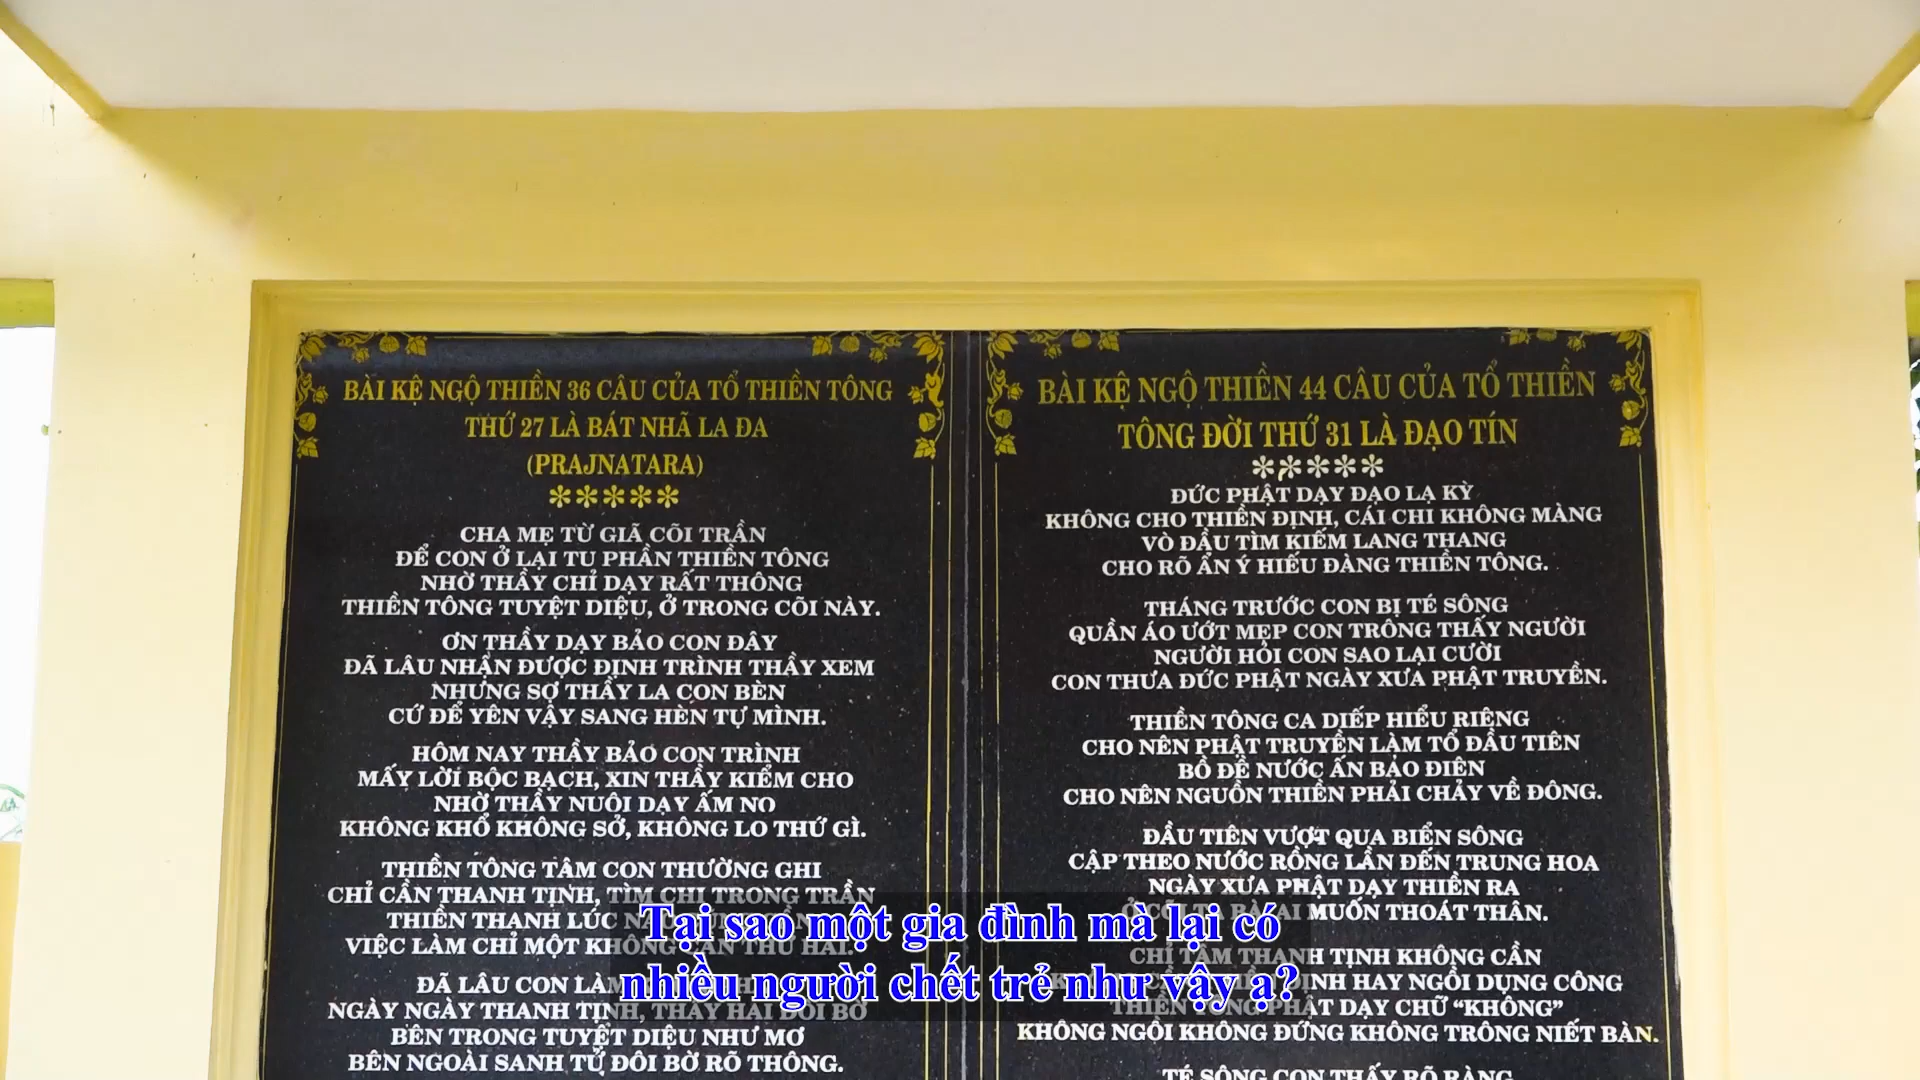 BÀI KỆ NGỘ THIỀN 36 CÂU CỦA TỔ THIỀN TÔNG
THỨ 27 LÀ BÁT NHÃ LA ĐA
(PRAJNATARA)
*****
CHA MẸ TỪ GIÃ CÕI TRẦN
ĐỂ CON Ở LẠI TU PHẦN THIỀN TÔNG
NHỜ THẦY CHỈ DẠY RẤT THÔNG
THIỀN TÔNG TUYỆT DIỆU, Ở TRONG CÕI NÀY.
ƠN THẦY DẠY BẢO CON ĐÂY
ĐÃ LÂU NHẬN ĐƯỢC ĐỊNH TRÌNH THẦY XEM
NHƯNG SỢ THẦY LA CON BÈN
CỨ ĐỂ YÊN VẬY SANG HÈN TỰ MÌNH.
HÔM NAY THẦY BẢO CON TRÌNH
MẤY LỜI BỘC BẠCH, XIN THẦY KIỂM CHO
NHỜ THẦY NUÔI DẠY ẤM NO
KHÔNG KHỔ KHÔNG SỞ, KHÔNG LO THỨ GÌ.
THIỀN TÔNG TÂM CON THƯỜNG GHI
CHỈ CẦN THANH TỊNH, TÌM CHI TRONG TRẦN
THIỀN THANH LÚC
VIỆC LÀM CHỈ MỘT KHÔNG CẦN THỨ HAI.
ĐÃ LÂU CON LÀM
NGÀY NGÀY THANH TỊNH, THẤY HAI ĐÔI BỜ
BÊN TRONG TUYỆT DIỆU NHƯ MƠ
BÊN NGOÀI SANH TỬ ĐÔI BỜ RÕ THÔNG.
BÀI KỆ NGỘ THIỀN 44 CÂU CỦA TỔ THIỀN
TÔNG ĐỜI THỨ 31 LÀ ĐẠO TÍN
*****
ĐỨC PHẬT DẠY ĐẠO LẠ KỲ
KHÔNG CHO THIỀN ĐỊNH, CÁI CHI KHÔNG MÀNG
VÒ ĐẦU TÌM KIẾM LANG THANG
CHO RÕ ẨN Ý HIẾU ĐÀNG THIỀN TÔNG.
THÁNG TRƯỚC CON BỊ TÉ SÔNG
QUẦN ÁO ƯỚT MẸP CON TRÔNG THẤY NGƯỜI
NGƯỜI HỎI CON SAO LẠI CƯỜI
CON THƯA ĐỨC PHẬT NGÀY XƯA PHẬT TRUYỀN.
THIỀN TÔNG CA DIẾP HIỂU RIÊNG
CHO NÊN PHẬT TRUYỀN LÀM TỔ ĐẦU TIÊN
BỒ ĐỀ NƯỚC ẤN BẢO ĐIÊN
CHO NÊN NGUỒN THIỀN PHẢI CHẢY VỀ ĐÔNG.
ĐẦU TIÊN VƯỢT QUA BIỂN SÔNG
CẬP THEO NƯỚC RỒNG LẦN ĐẾN TRUNG HOA
NGÀY XƯA PHẬT DẠY THIỀN RA
Ở CÕI TA BÀ AI MUỐN THOÁT THÂN.
CHỈ TÂM THANH TỊNH KHÔNG CẦN
ĐỊNH HAY NGỒI DỤNG CÔNG
THIỀN TÔNG PHẬT DẠY CHỮ “KHÔNG”
KHÔNG NGỒI KHÔNG ĐỨNG KHÔNG TRÔNG NIẾT BÀN.
TÉ SÔNG CON THẤY RÕ RÀNG
Tại sao một gia đình mà lại có
nhiều người chết trẻ như vậy ạ?